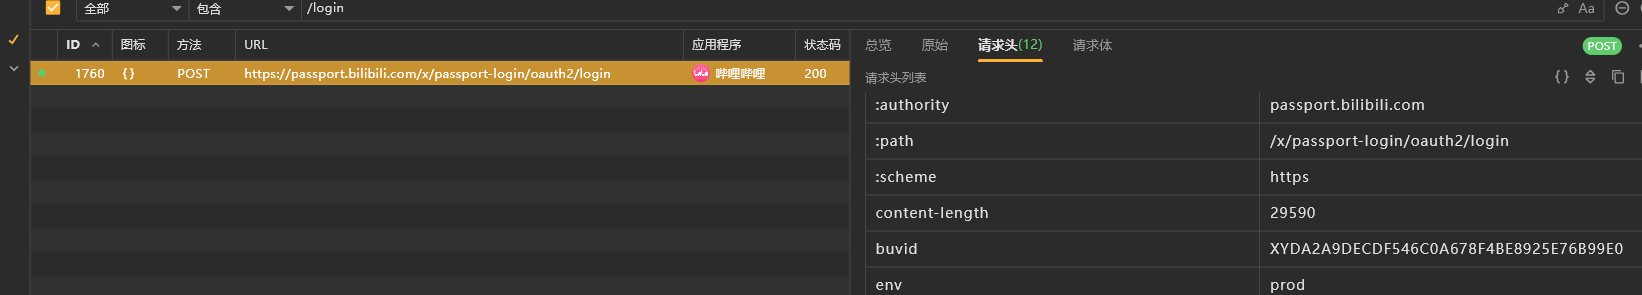 全部 包含 /login Aa
ID 图标 方法 URL 应用程序 状态码 总览 原始 请求头(12) 请求体 POST
1760 {} POST https://passport.bilibili.com/x/passport-login/oauth2/login 哔哩哔哩 200 请求头列表 {}
:authority passport.bilibili.com
:path /x/passport-login/oauth2/login
:scheme https
content-length 29590
buvid XYDA2A9DECDF546C0A678F4BE8925E76B99E0
env prod